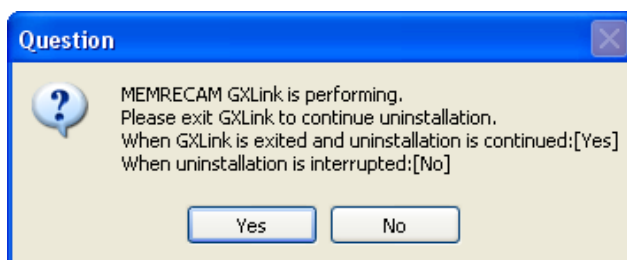 Question
MEMRECAM GXLink is performing.
Please exit GXLink to continue uninstallation.
When GXLink is exited and uninstallation is continued:[Yes]
When uninstallation is interrupted:[No]
Yes No